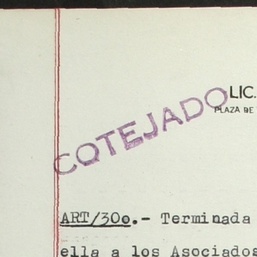 LIC.
PLAZA DE
COTEJADO
ART/30o.- Terminada
ella a los Asociados